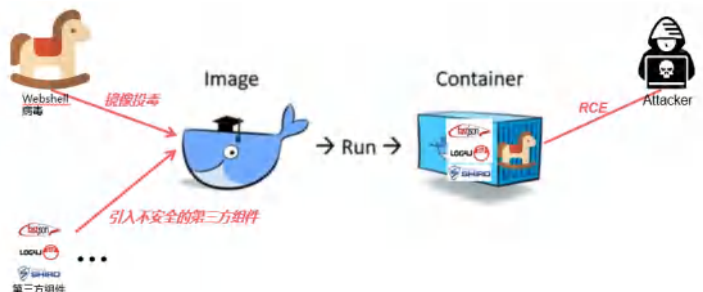 Webshell
病毒
镜像投毒
Image
→ Run →
Container
RCE
Attacker
fastjson
LOG4J
SHIRO
引入不安全的第三方组件
fastjson
LOG4J
SHIRO
•••
第三方组件